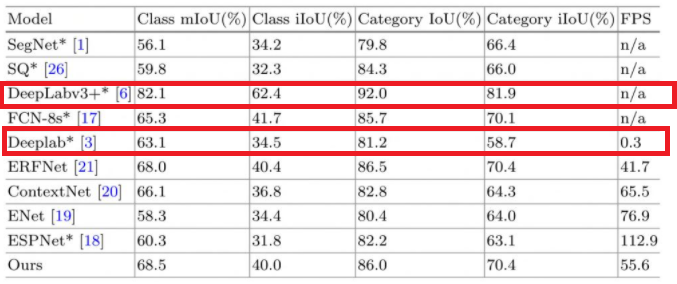 Model Class mIoU(%) Class iIoU(%) Category IoU(%) Category iIoU(%) FPS
SegNet* [1] 56.1 34.2 79.8 66.4 n/a
SQ* [26] 59.8 32.3 84.3 66.0 n/a
DeepLabv3+* [6] 82.1 62.4 92.0 81.9 n/a
FCN-8s* [17] 65.3 41.7 85.7 70.1 n/a
Deeplab* [3] 63.1 34.5 81.2 58.7 0.3
ERFNet [21] 68.0 40.4 86.5 70.4 41.7
ContextNet [20] 66.1 36.8 82.8 64.3 65.5
ENet [19] 58.3 34.4 80.4 64.0 76.9
ESPNet* [18] 60.3 31.8 82.2 63.1 112.9
Ours 68.5 40.0 86.0 70.4 55.6